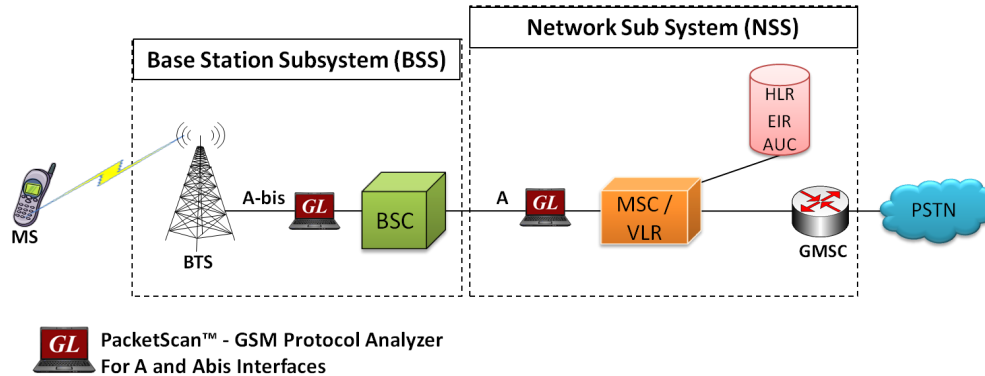 Network Sub System (NSS)
Base Station Subsystem (BSS)
HLR
EIR
AUC
A-bis
GL
BSC
A
GL
MSC /
VLR
PSTN
MS
BTS
GMSC
GL
PacketScan™ - GSM Protocol Analyzer
For A and Abis Interfaces